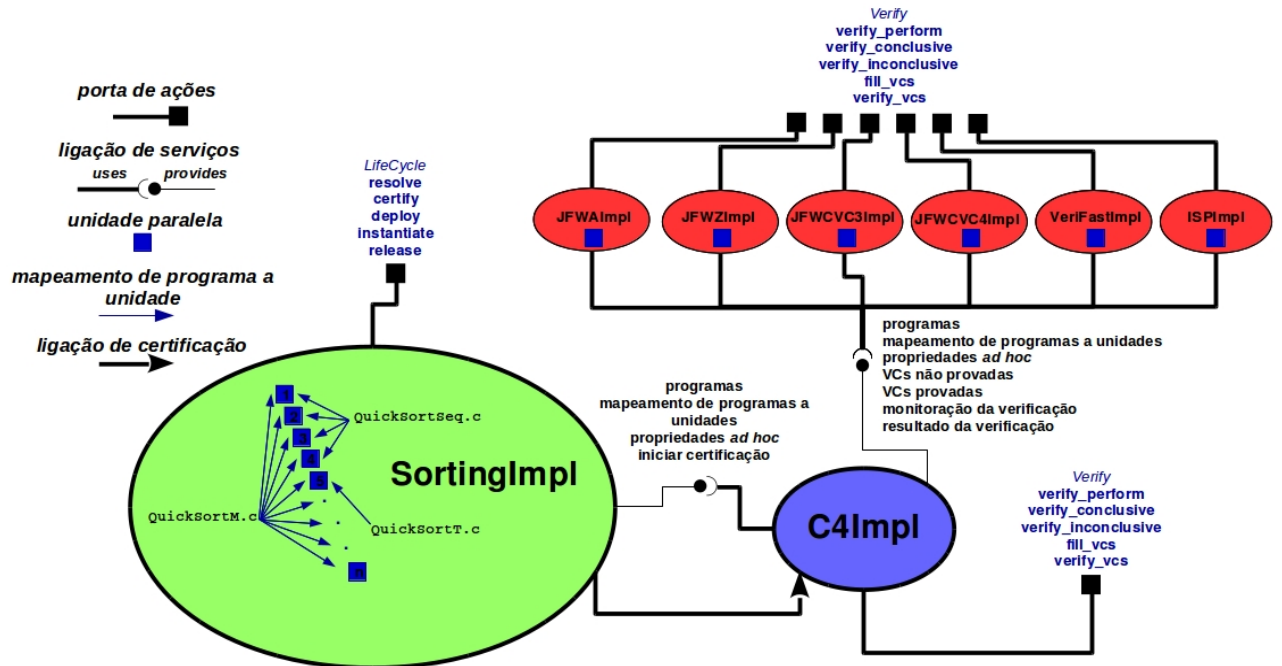 porta de ações
ligação de serviços
uses
provides
unidade paralela
mapeamento de programa a
unidade
ligação de certificação
LifeCycle
resolve
certify
deploy
instantiate
release
Verify
verify_perform
verify_conclusive
verify_inconclusive
fill_vcs
verify_vcs
JFWAImpl
JFWZImpl
JFWCVC3Impl
JFWCVC4Impl
VeriFastImpl
ISPImpl
programas
mapeamento de programas a unidades
propriedades ad hoc
VCs não provadas
VCs provadas
monitoração da verificação
resultado da verificação
programas
mapeamento de programas a
unidades
propriedades ad hoc
iniciar certificação
1
2
3
4
5
n
QuickSortSeq.c
SortingImpl
QuickSortM.c
QuickSortT.c
C4Impl
Verify
verify_perform
verify_conclusive
verify_inconclusive
fill_vcs
verify_vcs